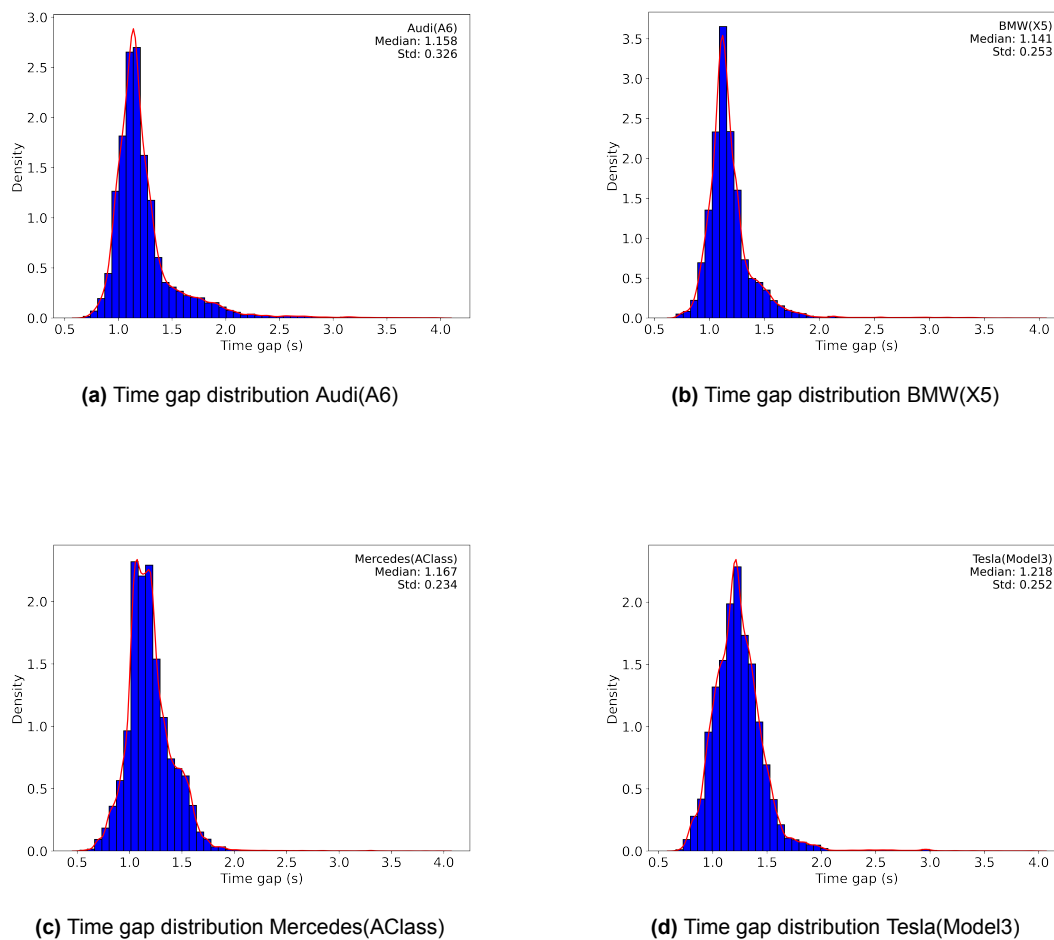 Audi(A6)
Median: 1.158
Std: 0.326
3.0
2.5
2.0
1.5
1.0
0.5
0.0
Density
0.5 1.0 1.5 2.0 2.5 3.0 3.5 4.0
Time gap (s)
(a) Time gap distribution Audi(A6)
BMW(X5)
Median: 1.141
Std: 0.253
3.5
3.0
2.5
2.0
1.5
1.0
0.5
0.0
Density
0.5 1.0 1.5 2.0 2.5 3.0 3.5 4.0
Time gap (s)
(b) Time gap distribution BMW(X5)
Mercedes(AClass)
Median: 1.167
Std: 0.234
2.0
1.5
1.0
0.5
0.0
Density
0.5 1.0 1.5 2.0 2.5 3.0 3.5 4.0
Time gap (s)
(c) Time gap distribution Mercedes(AClass)
Tesla(Model3)
Median: 1.218
Std: 0.252
2.0
1.5
1.0
0.5
0.0
Density
0.5 1.0 1.5 2.0 2.5 3.0 3.5 4.0
Time gap (s)
(d) Time gap distribution Tesla(Model3)